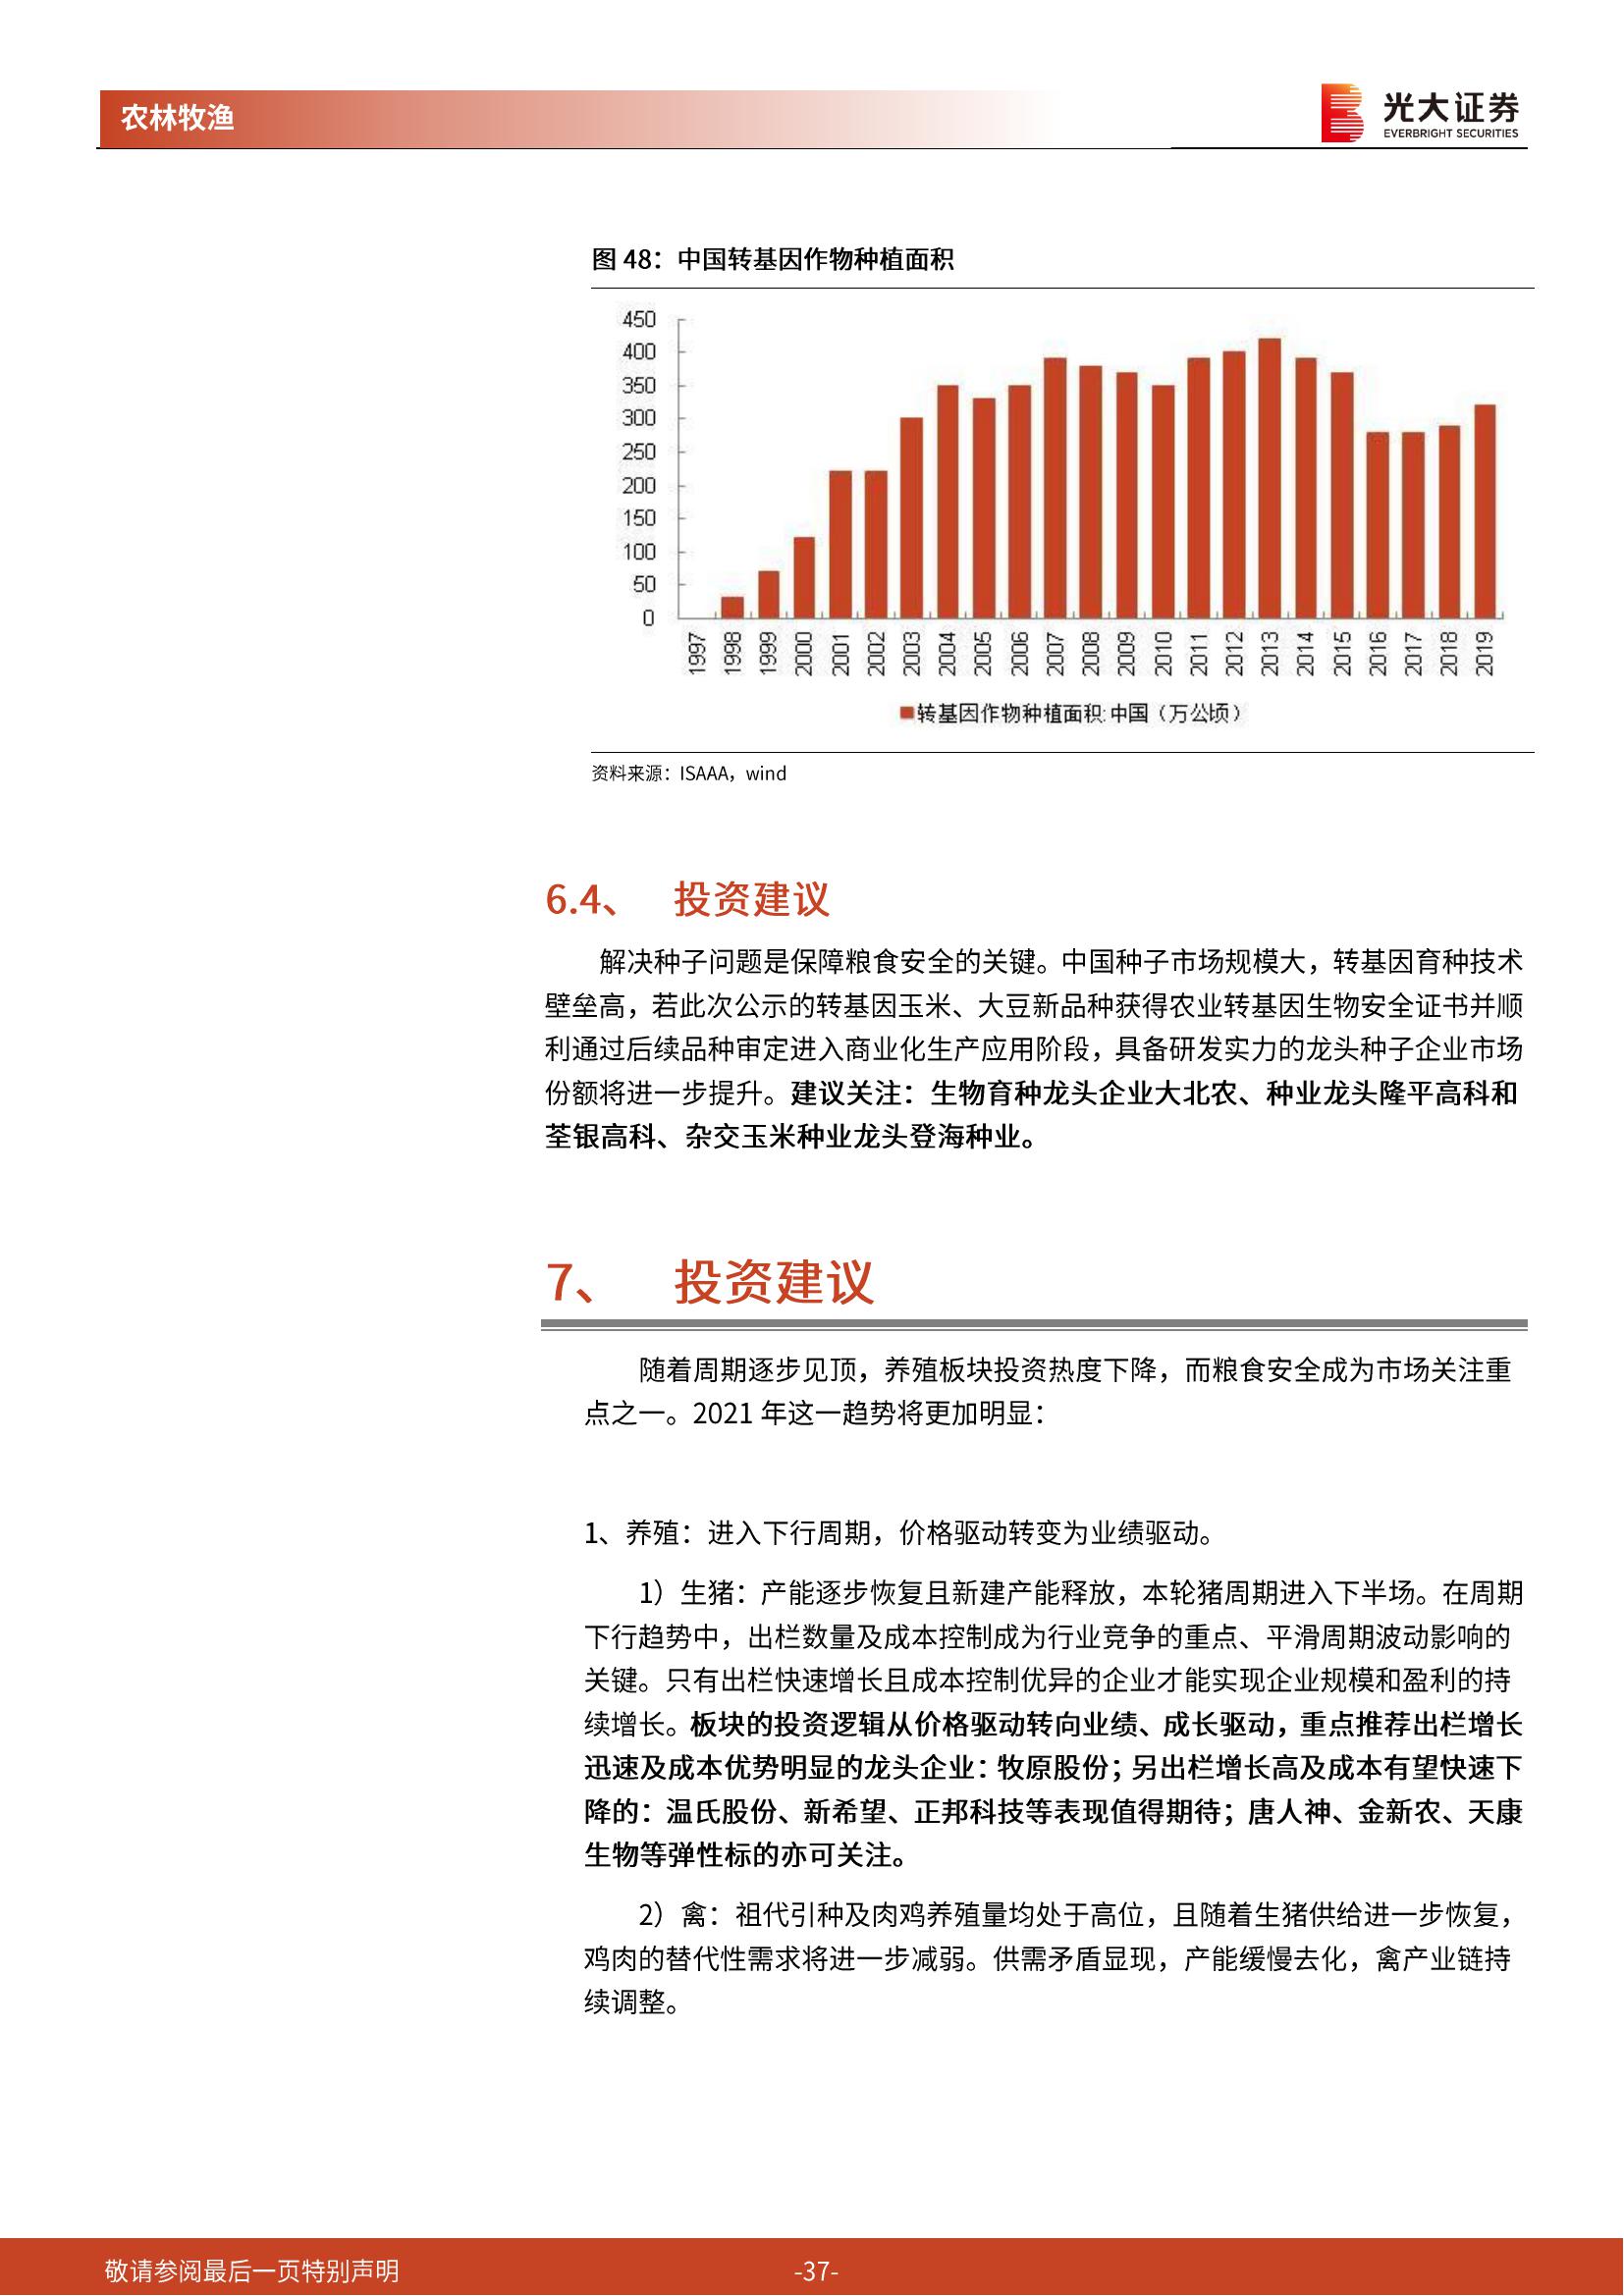 农林牧渔
光大证券
EVERBRIGHT SECURITIES
图 48：中国转基因作物种植面积
450
400
350
300
250
200
150
100
50
0
1997
1998
1999
2000
2001
2002
2003
2004
2005
2006
2007
2008
2009
2010
2011
2012
2013
2014
2015
2016
2017
2018
2019
转基因作物种植面积:中国（万公顷）
资料来源：ISAAA，wind
6.4、 投资建议
解决种子问题是保障粮食安全的关键。中国种子市场规模大，转基因育种技术
壁垒高，若此次公示的转基因玉米、大豆新品种获得农业转基因生物安全证书并顺
利通过后续品种审定进入商业化生产应用阶段，具备研发实力的龙头种子企业市场
份额将进一步提升。建议关注：生物育种龙头企业大北农、种业龙头隆平高科和
荃银高科、杂交玉米种业龙头登海种业。
7、 投资建议
随着周期逐步见顶，养殖板块投资热度下降，而粮食安全成为市场关注重
点之一。2021 年这一趋势将更加明显：
1、养殖：进入下行周期，价格驱动转变为业绩驱动。
1）生猪：产能逐步恢复且新建产能释放，本轮猪周期进入下半场。在周期
下行趋势中，出栏数量及成本控制成为行业竞争的重点、平滑周期波动影响的
关键。只有出栏快速增长且成本控制优异的企业才能实现企业规模和盈利的持
续增长。板块的投资逻辑从价格驱动转向业绩、成长驱动，重点推荐出栏增长
迅速及成本优势明显的龙头企业：牧原股份；另出栏增长高及成本有望快速下
降的：温氏股份、新希望、正邦科技等表现值得期待；唐人神、金新农、天康
生物等弹性标的亦可关注。
2）禽：祖代引种及肉鸡养殖量均处于高位，且随着生猪供给进一步恢复，
鸡肉的替代性需求将进一步减弱。供需矛盾显现，产能缓慢去化，禽产业链持
续调整。
敬请参阅最后一页特别声明
-37-